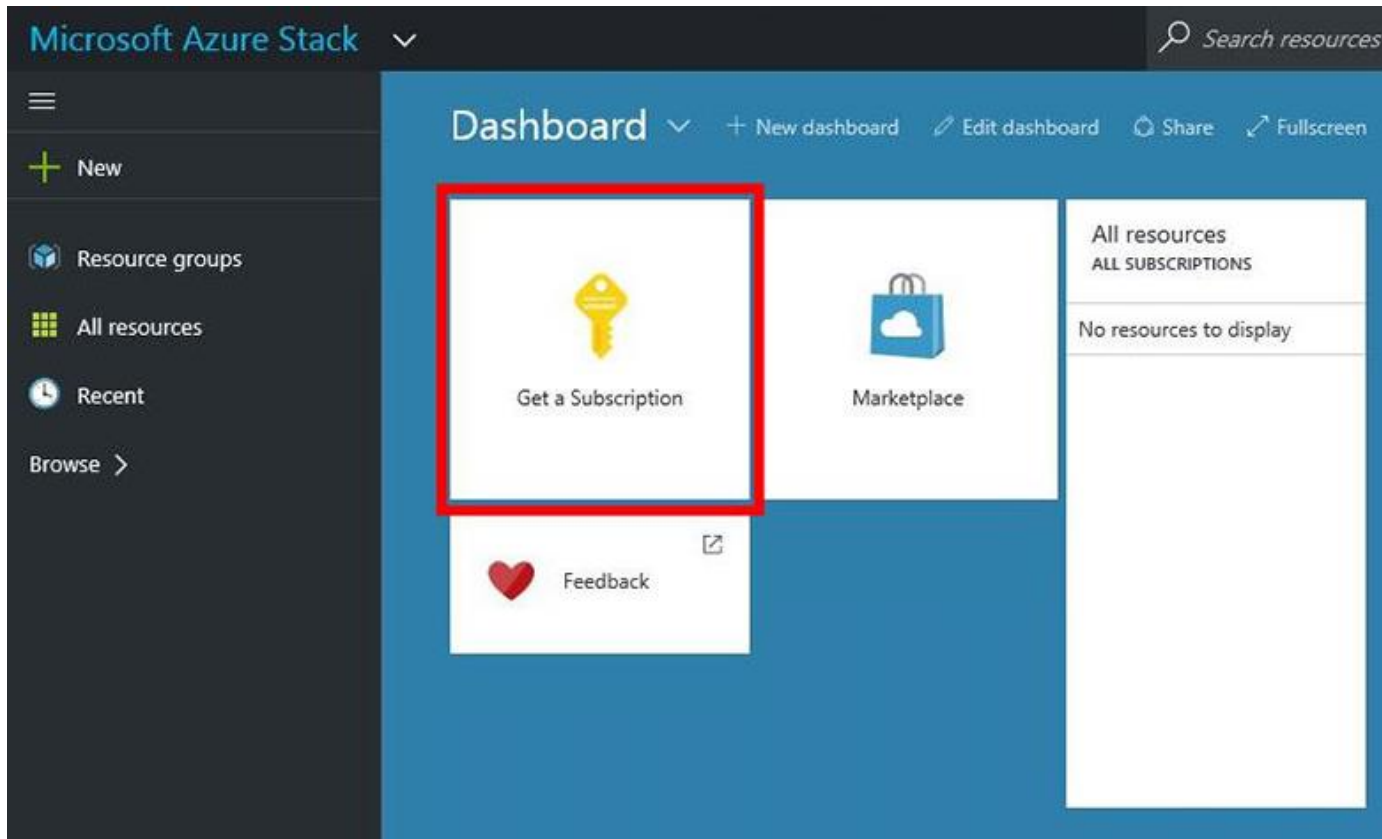 Microsoft Azure Stack
Search resources
Dashboard
New dashboard
Edit dashboard
Share
Fullscreen
New
Resource groups
All resources
Recent
Browse
Get a Subscription
Marketplace
All resources
ALL SUBSCRIPTIONS
No resources to display
Feedback